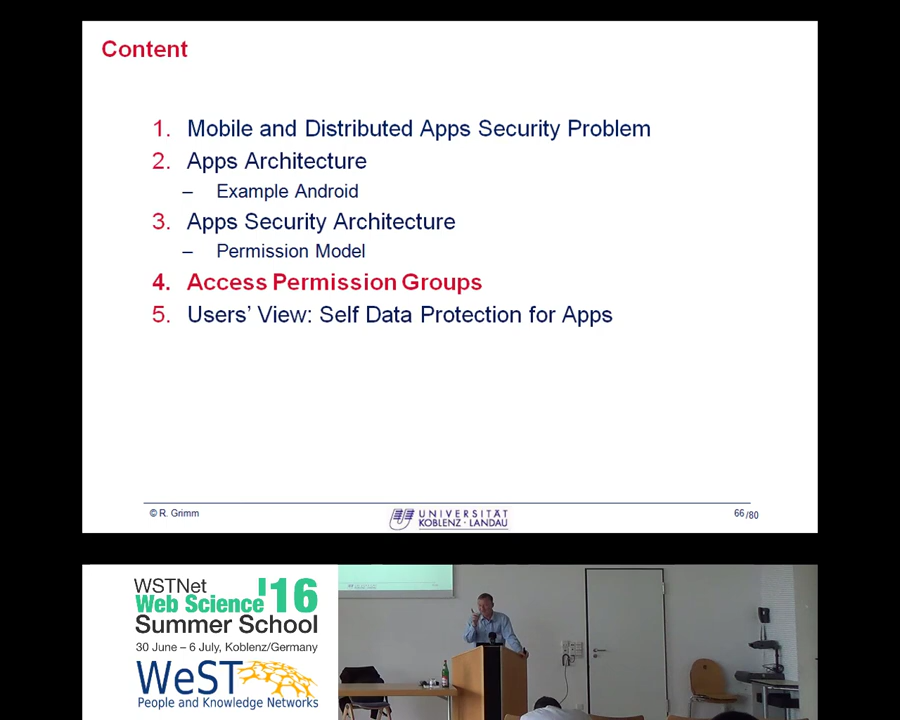 Content
1. Mobile and Distributed Apps Security Problem
2. Apps Architecture
– Example Android
3. Apps Security Architecture
– Permission Model
4. Access Permission Groups
5. Users' View: Self Data Protection for Apps
© R. Grimm
UNIVERSITÄT
KOBLENZ · LANDAU
66/80
WSTNet
Web Science '16
Summer School
30 June – 6 July, Koblenz/Germany
WeST
People and Knowledge Networks